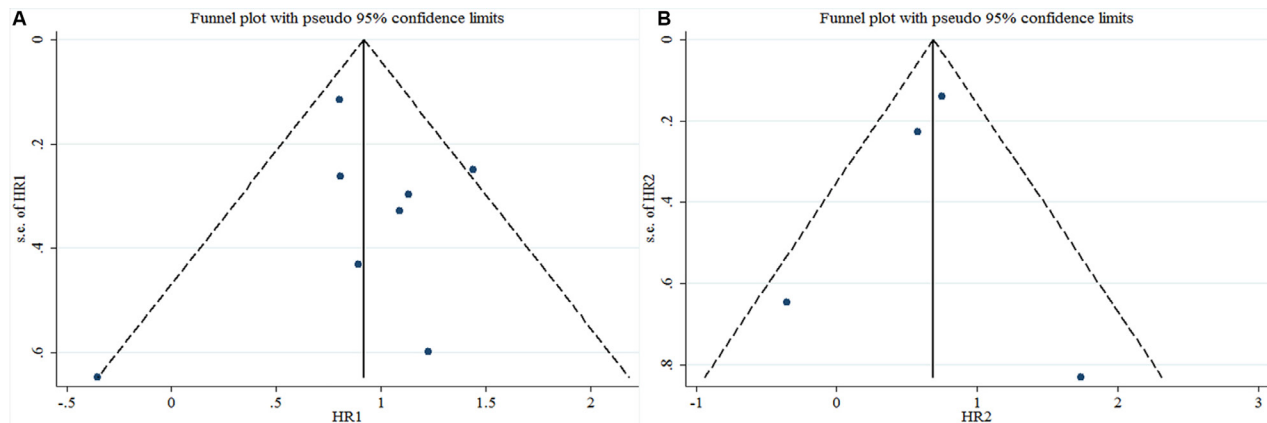 A
Funnel plot with pseudo 95% confidence limits
0
.2
.4
.6
s.e. of HR1
-.5
0
.5
1
1.5
2
HR1
B
Funnel plot with pseudo 95% confidence limits
0
.2
.4
.6
.8
s.e. of HR2
-1
0
1
2
3
HR2